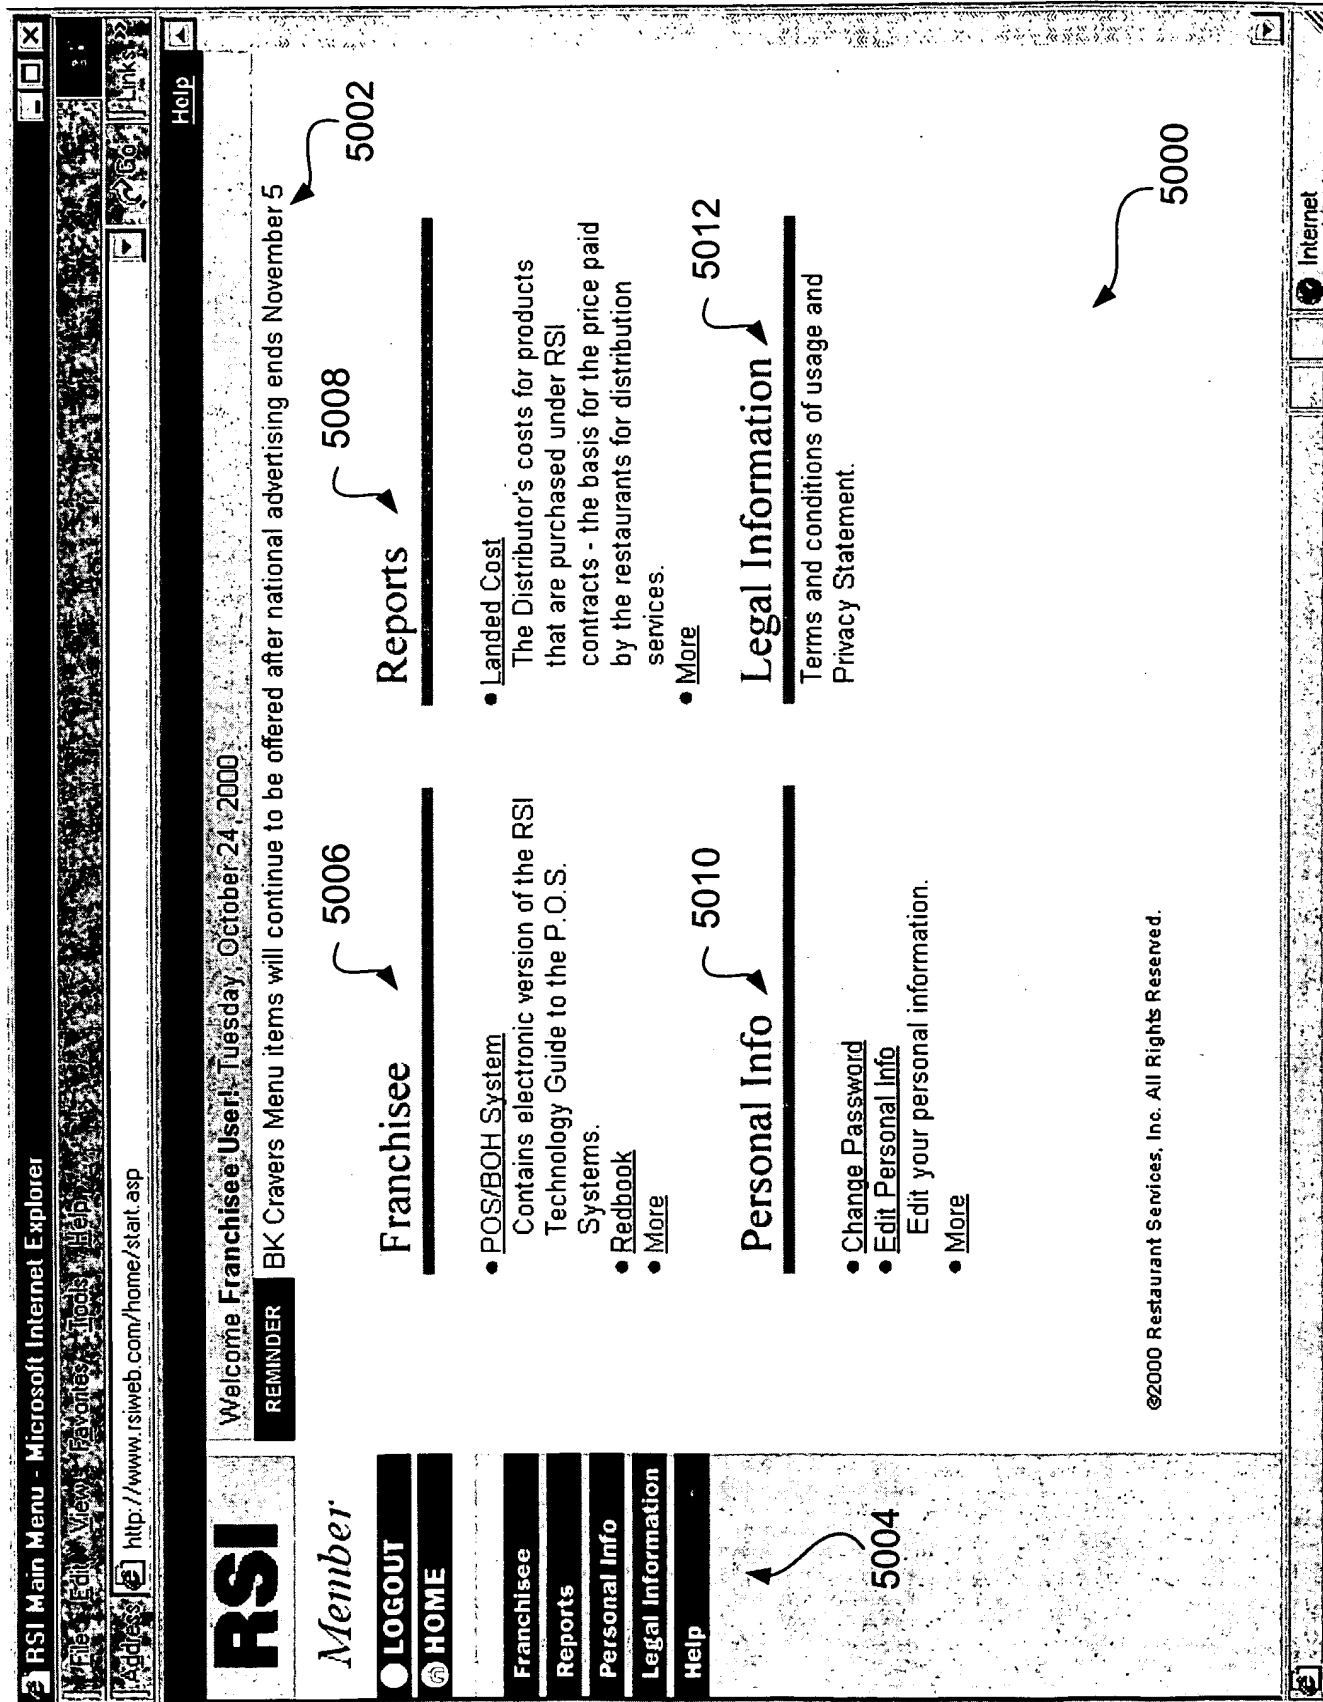 RSI Main Menu - Microsoft Internet Explorer
File Edit View Favorites Tools Help
Address http://www.rsiweb.com/home/start.asp Go Links »
Help
RSI
Welcome Franchise User! Tuesday, October 24, 2000
REMINDER BK Cravers Menu items will continue to be offered after national advertising ends November 5
5002
Member
LOGOUT
HOME
Franchisee
Reports
Personal Info
Legal Information
Help
5004
Franchisee
5006
• POS/BOH System
Contains electronic version of the RSI
Technology Guide to the P.O.S.
Systems.
• Redbook
• More
Reports
5008
• Landed Cost
The Distributor's costs for products
that are purchased under RSI
contracts - the basis for the price paid
by the restaurants for distribution
services.
• More
Personal Info
5010
• Change Password
• Edit Personal Info
Edit your personal information.
• More
Legal Information
5012
Terms and conditions of usage and
Privacy Statement.
5000
©2000 Restaurant Services, Inc. All Rights Reserved.
Internet